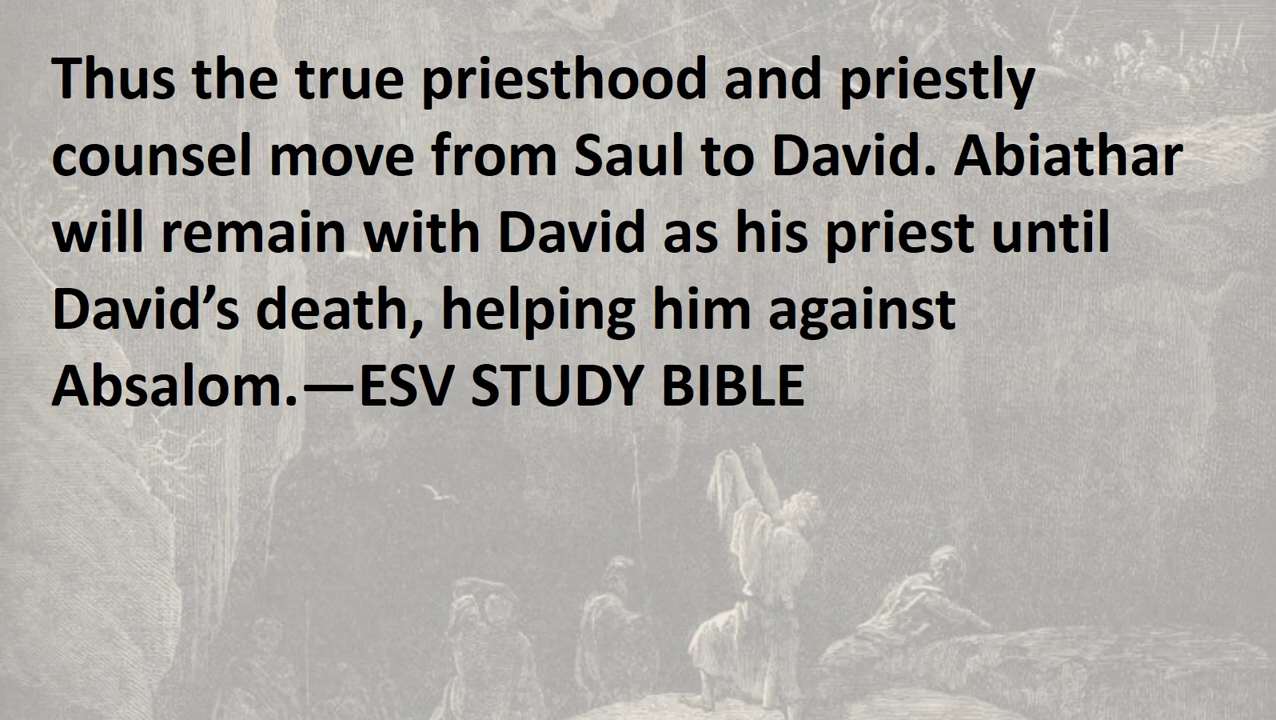 Thus the true priesthood and priestly
counsel move from Saul to David. Abiathar
will remain with David as his priest until
David’s death, helping him against
Absalom.—ESV STUDY BIBLE